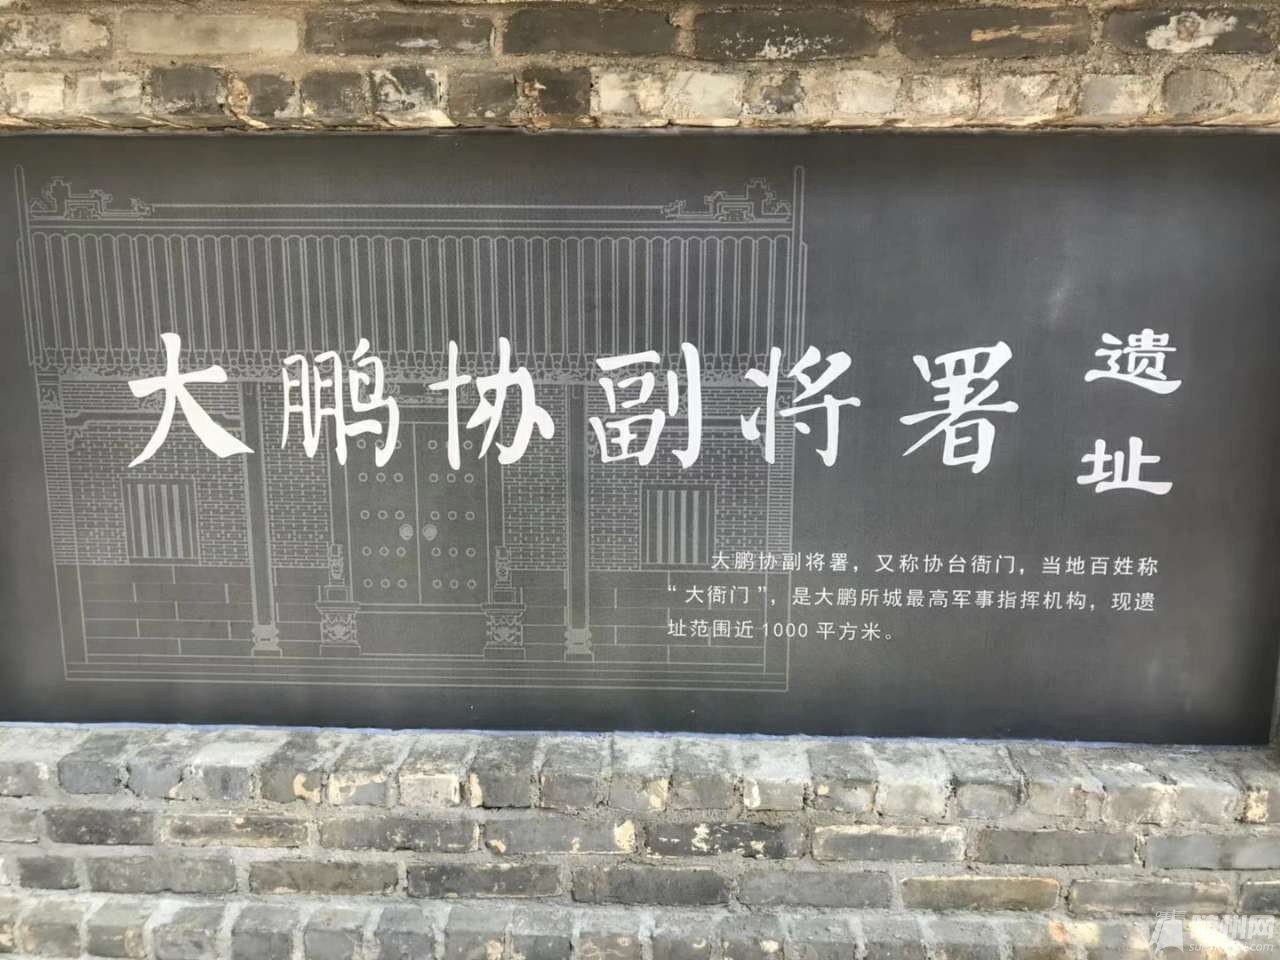 大鹏协副将署遗址
大鹏协副将署，又称协台衙门，当地百姓称
“大衙门”，是大鹏所城最高军事指挥机构，现遗
址范围近1000平方米。